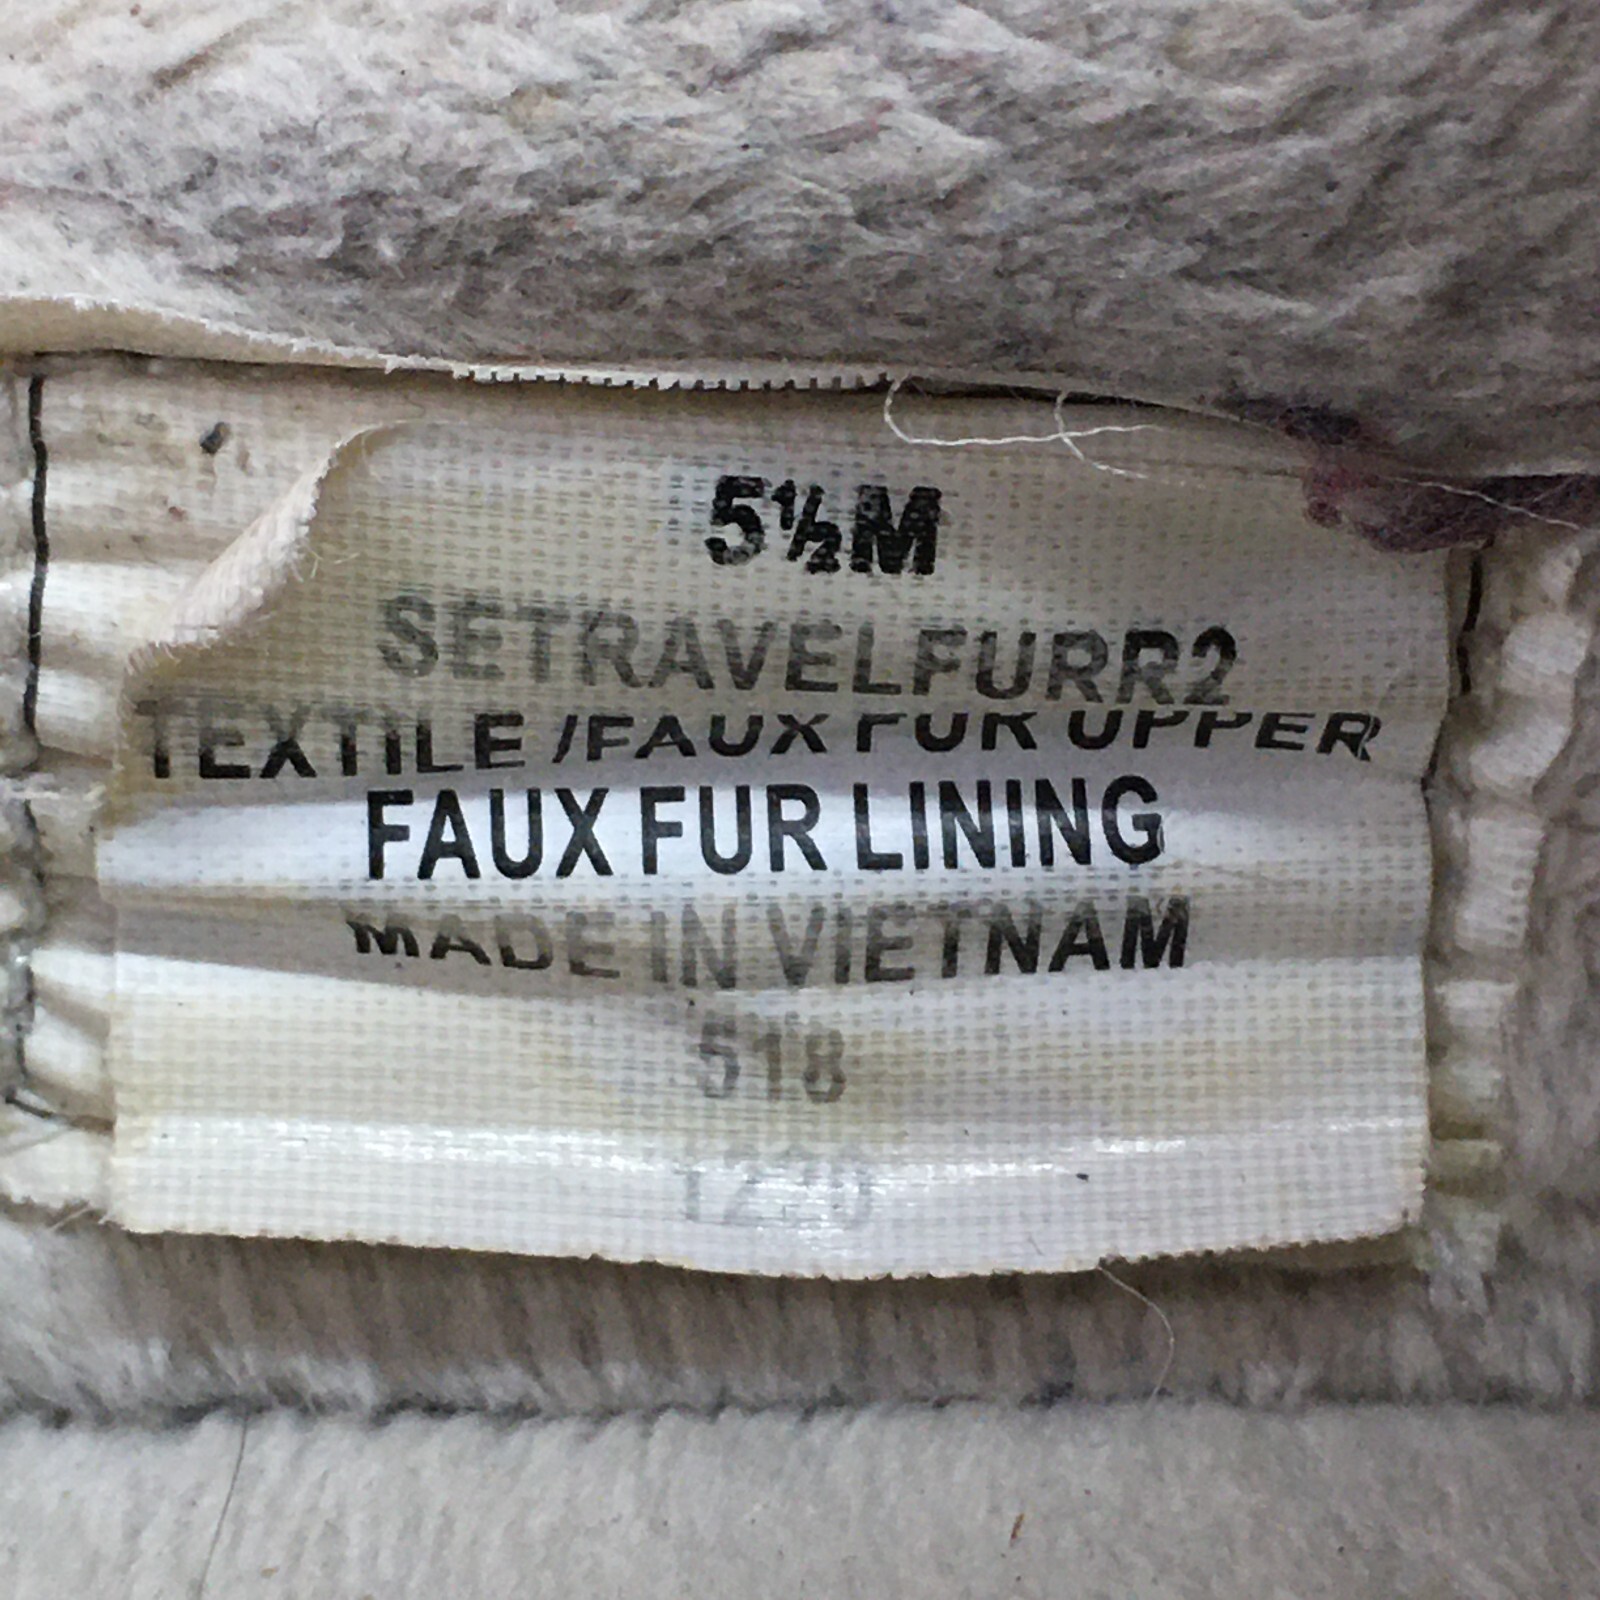 5½M
SETRAVELFURR2
TEXTILE /FAUX FUR UPPER
FAUX FUR LINING
MADE IN VIETNAM
518